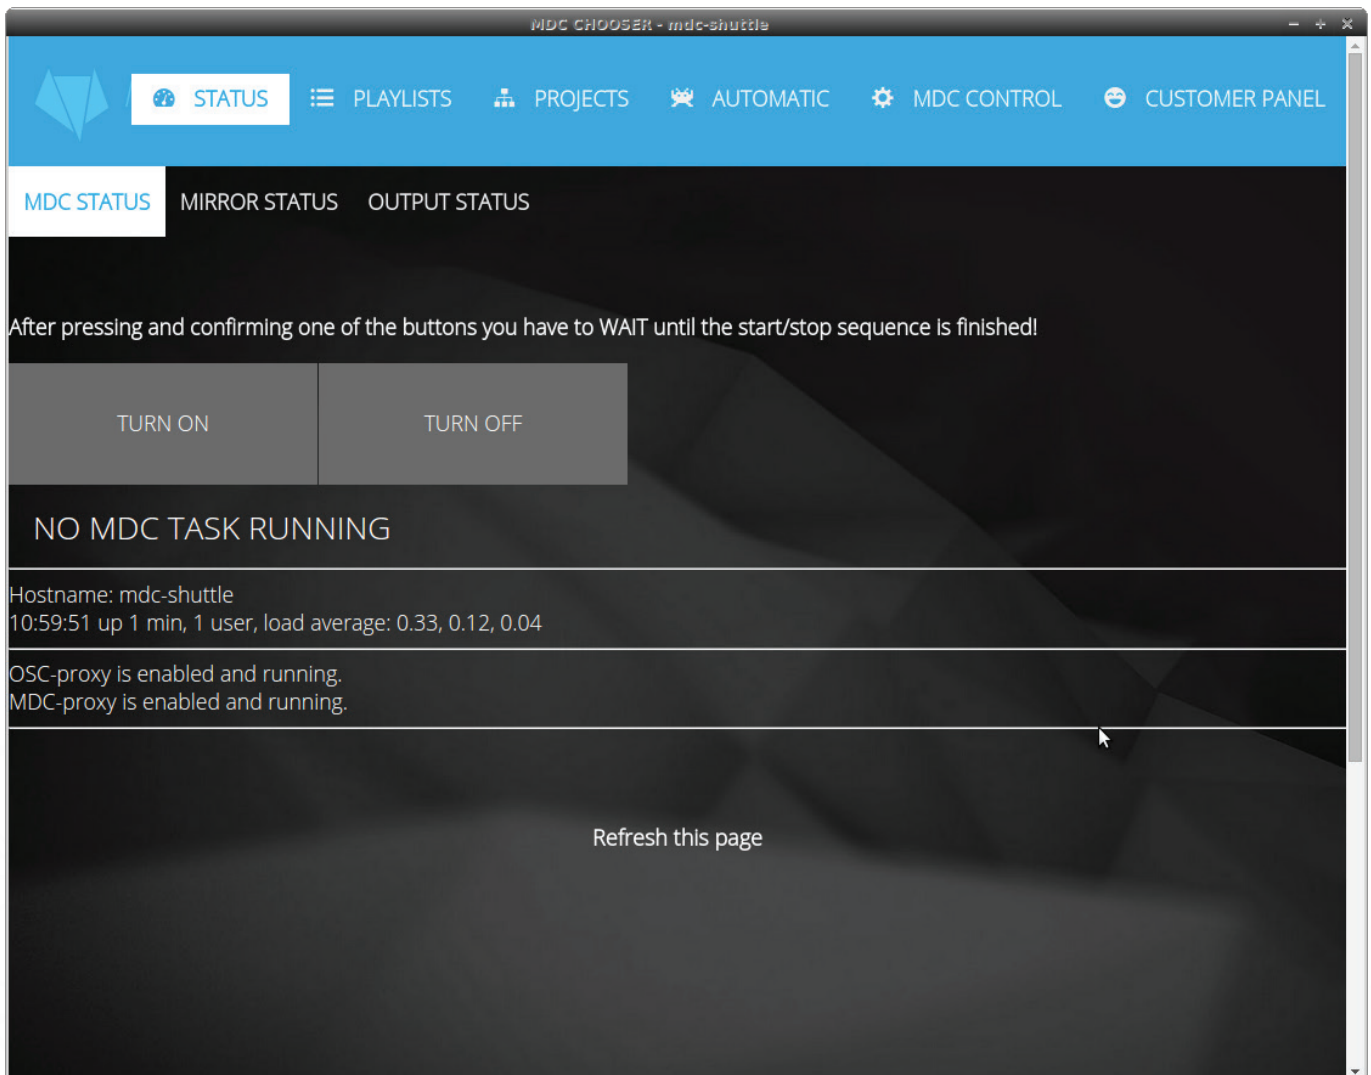 MDC CHOOSER - mdc-shuttle
STATUS PLAYLISTS PROJECTS AUTOMATIC MDC CONTROL CUSTOMER PANEL
MDC STATUS MIRROR STATUS OUTPUT STATUS
After pressing and confirming one of the buttons you have to WAIT until the start/stop sequence is finished!
TURN ON TURN OFF
NO MDC TASK RUNNING
Hostname: mdc-shuttle
10:59:51 up 1 min, 1 user, load average: 0.33, 0.12, 0.04
OSC-proxy is enabled and running.
MDC-proxy is enabled and running.
Refresh this page